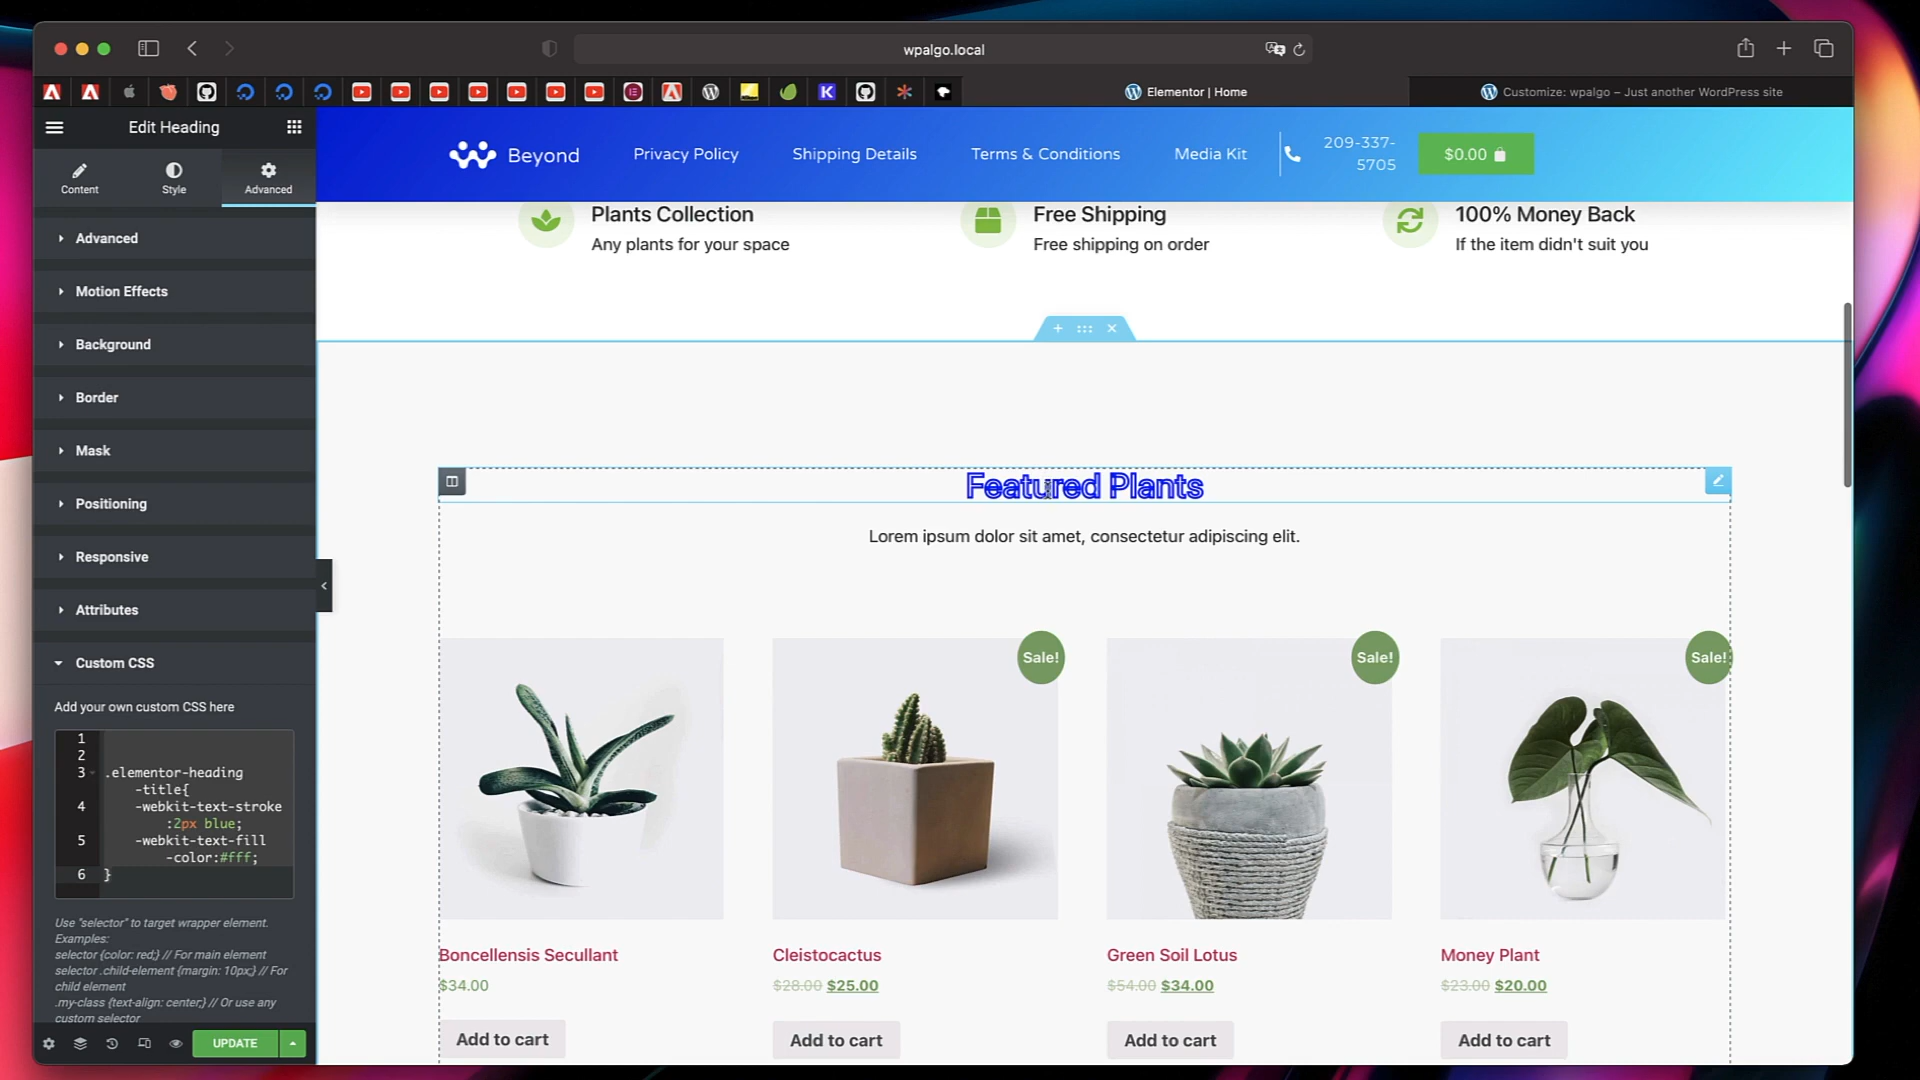 wpalgo.local
Elementor | Home
Customize: wpalgo – Just another WordPress site
Edit Heading
Content
Style
Advanced
Beyond
Privacy Policy
Shipping Details
Terms & Conditions
Media Kit
209-337-
5705
$0.00
Advanced
Motion Effects
Background
Border
Mask
Positioning
Responsive
Attributes
Custom CSS
Add your own custom CSS here
1
2
3 .elementor-heading
-title{
4 -webkit-text-stroke
:2px blue;
5 -webkit-text-fill
-color:#fff;
6 }
Use "selector" to target wrapper element.
Examples:
selector {color: red;} // For main element
selector .child-element {margin: 10px;} // For
child element
.my-class {text-align: center;} // Or use any
custom selector
UPDATE
Plants Collection
Any plants for your space
Free Shipping
Free shipping on order
100% Money Back
If the item didn't suit you
Featured Plants
Lorem ipsum dolor sit amet, consectetur adipiscing elit.
Sale!
Sale!
Sale!
Boncellensis Secullant
$34.00
Add to cart
Cleistocactus
$28.00 $25.00
Add to cart
Green Soil Lotus
$54.00 $34.00
Add to cart
Money Plant
$23.00 $20.00
Add to cart